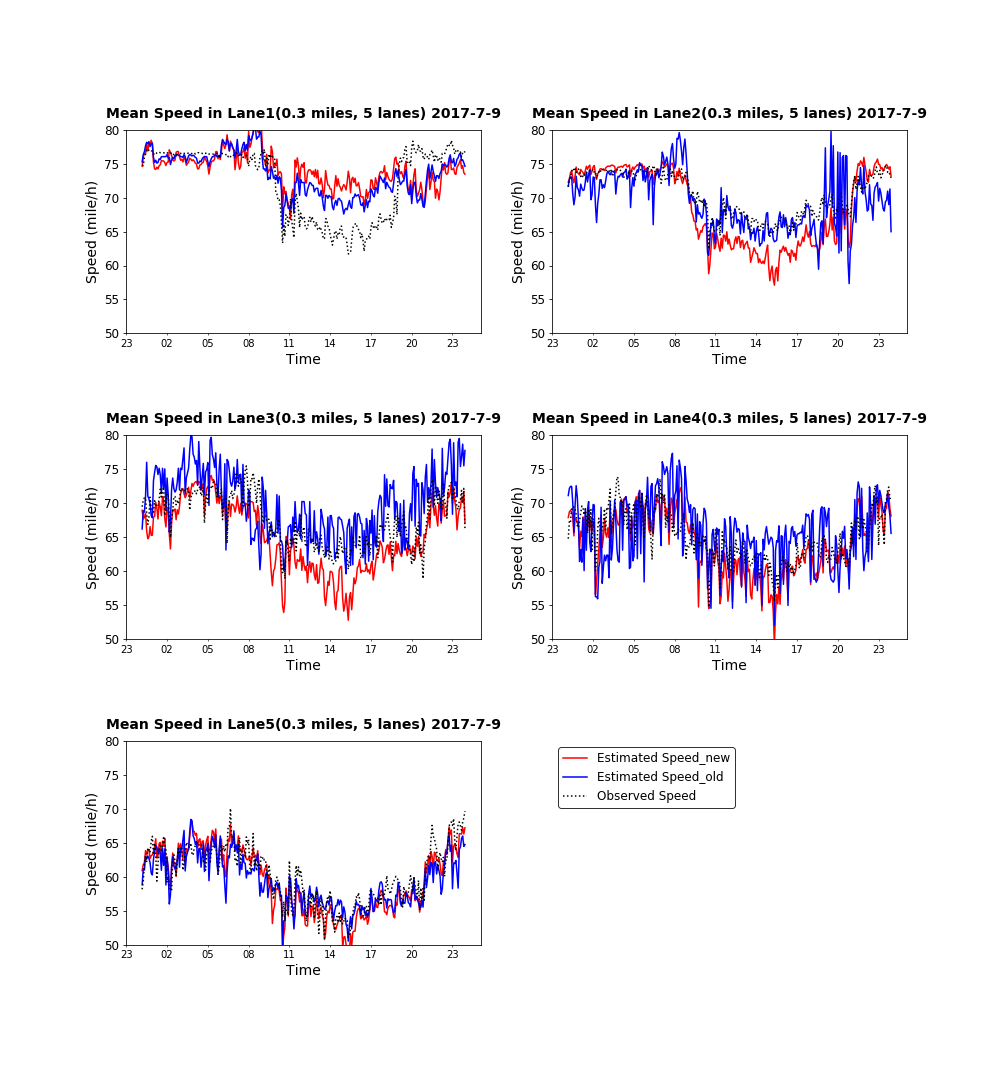 Mean Speed in Lane1(0.3 miles, 5 lanes) 2017-7-9
Speed (mile/h)
80
75
70
65
60
55
50
23 02 05 08 11 14 17 20 23
Time
Mean Speed in Lane2(0.3 miles, 5 lanes) 2017-7-9
Speed (mile/h)
80
75
70
65
60
55
50
23 02 05 08 11 14 17 20 23
Time
Mean Speed in Lane3(0.3 miles, 5 lanes) 2017-7-9
Speed (mile/h)
80
75
70
65
60
55
50
23 02 05 08 11 14 17 20 23
Time
Mean Speed in Lane4(0.3 miles, 5 lanes) 2017-7-9
Speed (mile/h)
80
75
70
65
60
55
50
23 02 05 08 11 14 17 20 23
Time
Mean Speed in Lane5(0.3 miles, 5 lanes) 2017-7-9
Speed (mile/h)
80
75
70
65
60
55
50
23 02 05 08 11 14 17 20 23
Time
Estimated Speed_new
Estimated Speed_old
Observed Speed